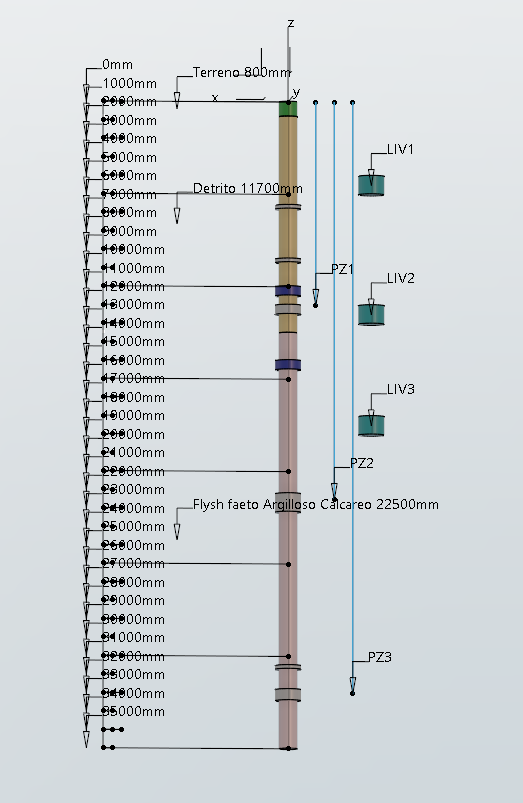 z
0mm
Terreno 800mm
1000mm
y
x
2000mm
3000mm
4000mm
LIV1
5000mm
6000mm
Detrito 11700mm
7000mm
8000mm
9000mm
10000mm
11000mm
PZ1
LIV2
12000mm
13000mm
14000mm
15000mm
16000mm
17000mm
LIV3
18000mm
19000mm
20000mm
21000mm
PZ2
22000mm
23000mm
Flysh faeto Argilloso Calcareo 22500mm
24000mm
25000mm
26000mm
27000mm
28000mm
29000mm
30000mm
31000mm
32000mm
PZ3
33000mm
34000mm
35000mm